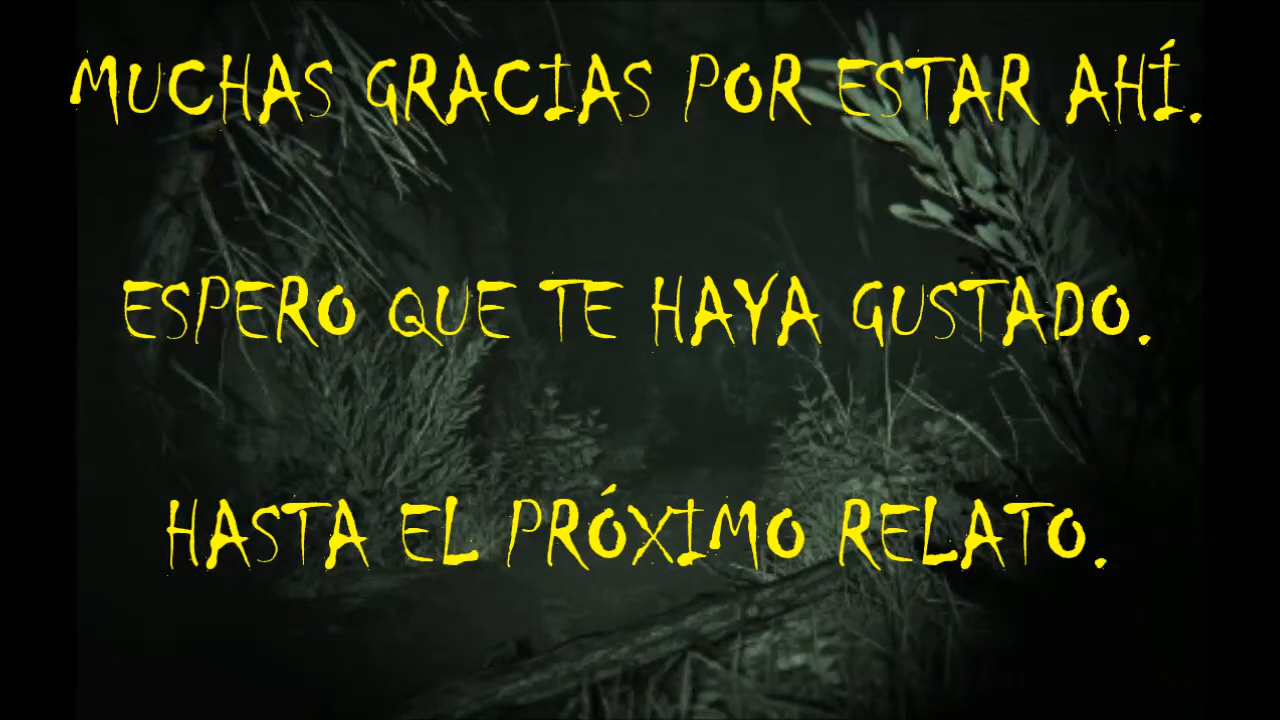 MUCHAS GRACIAS POR ESTAR AHÍ.
ESPERO QUE TE HAYA GUSTADO.
HASTA EL PRÓXIMO RELATO.